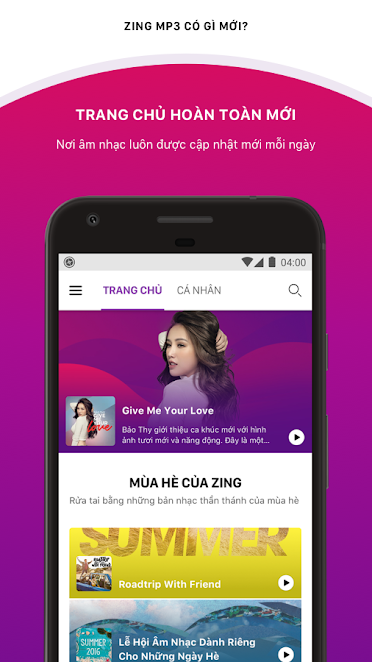 ZING MP3 CÓ GÌ MỚI?
TRANG CHỦ HOÀN TOÀN MỚI
Nơi âm nhạc luôn được cập nhật mới mỗi ngày
04:00
TRANG CHỦ
CÁ NHÂN
Give Me Your Love
Bảo Thy giới thiệu ca khúc mới với hình
ảnh tươi mới và năng động. Đây là một...
MÙA HÈ CỦA ZING
Rửa tai bằng những bản nhạc thần thánh của mùa hè
SUMMER
Roadtrip With Friend
SUMMER
2016
Lễ Hội Âm Nhạc Dành Riêng
Cho Những Ngày Hè